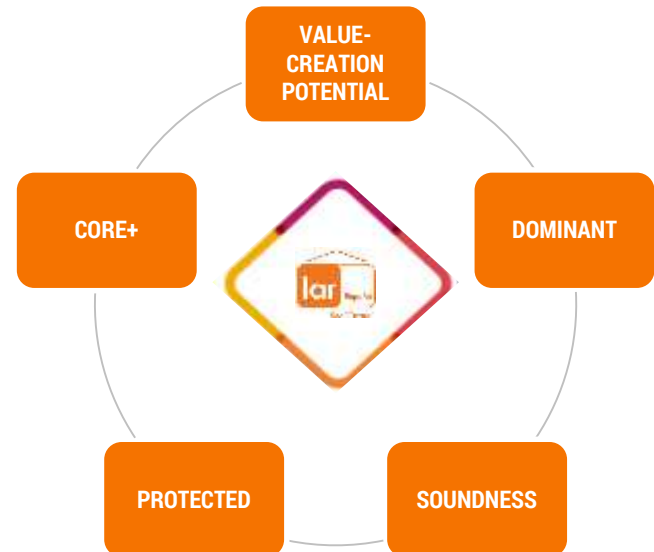 VALUE-
CREATION
POTENTIAL
CORE+
DOMINANT
lar
PROTECTED
SOUNDNESS